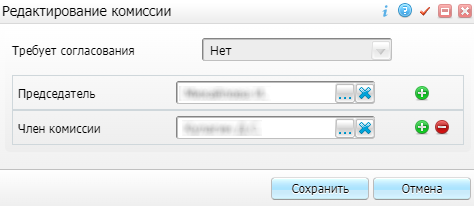 Редактирование комиссии
Требует согласования Нет
Председатель
Член комиссии
Сохранить Отмена